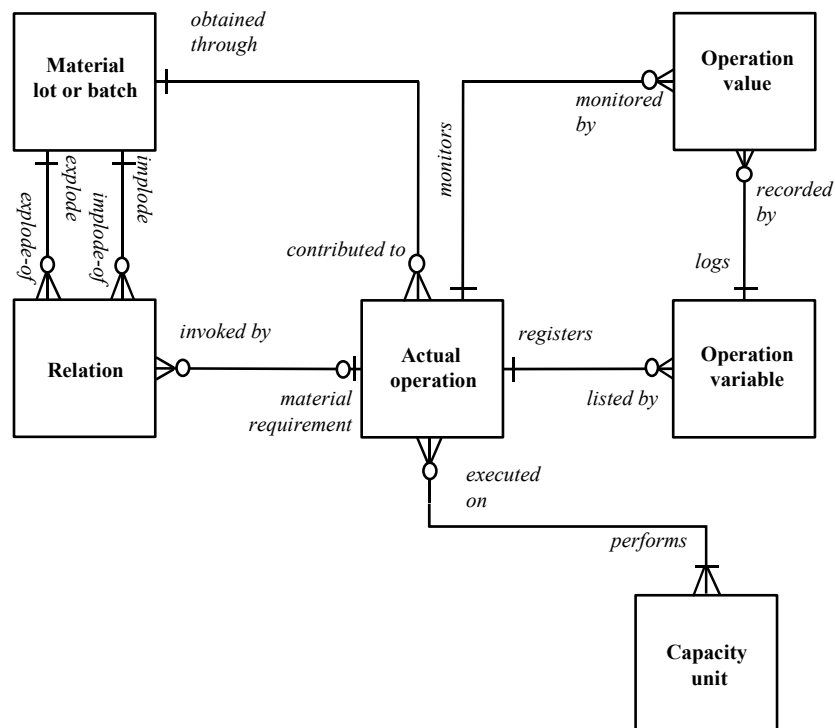 obtained
through
Material
lot or batch
Operation
value
monitored
by
monitors
explode
implode
explode-of
implode-of
recorded
by
logs
contributed to
invoked by
Relation
material
requirement
Actual
operation
registers
listed by
Operation
variable
executed
on
performs
Capacity
unit